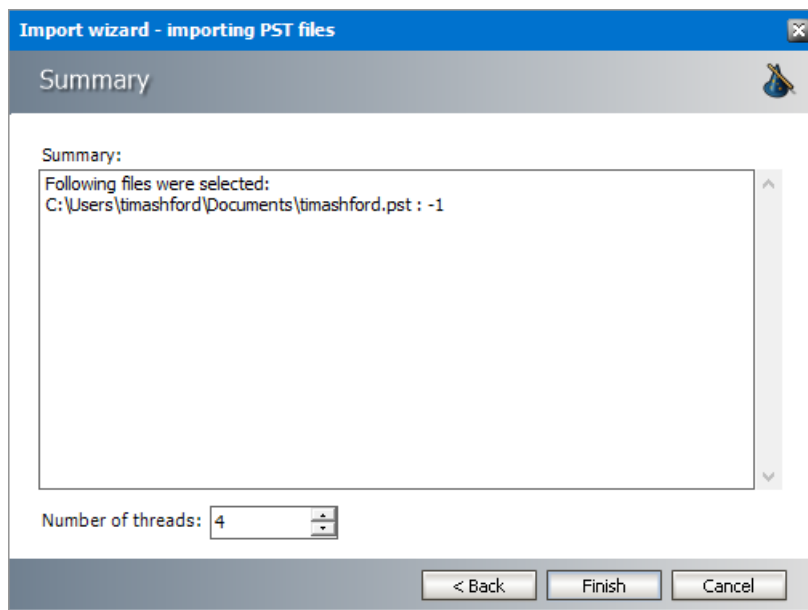 Import wizard - importing PST files
Summary
Summary:
Following files were selected:
C:\Users\timashford\Documents\timashford.pst : -1
Number of threads: 4
< Back Finish Cancel